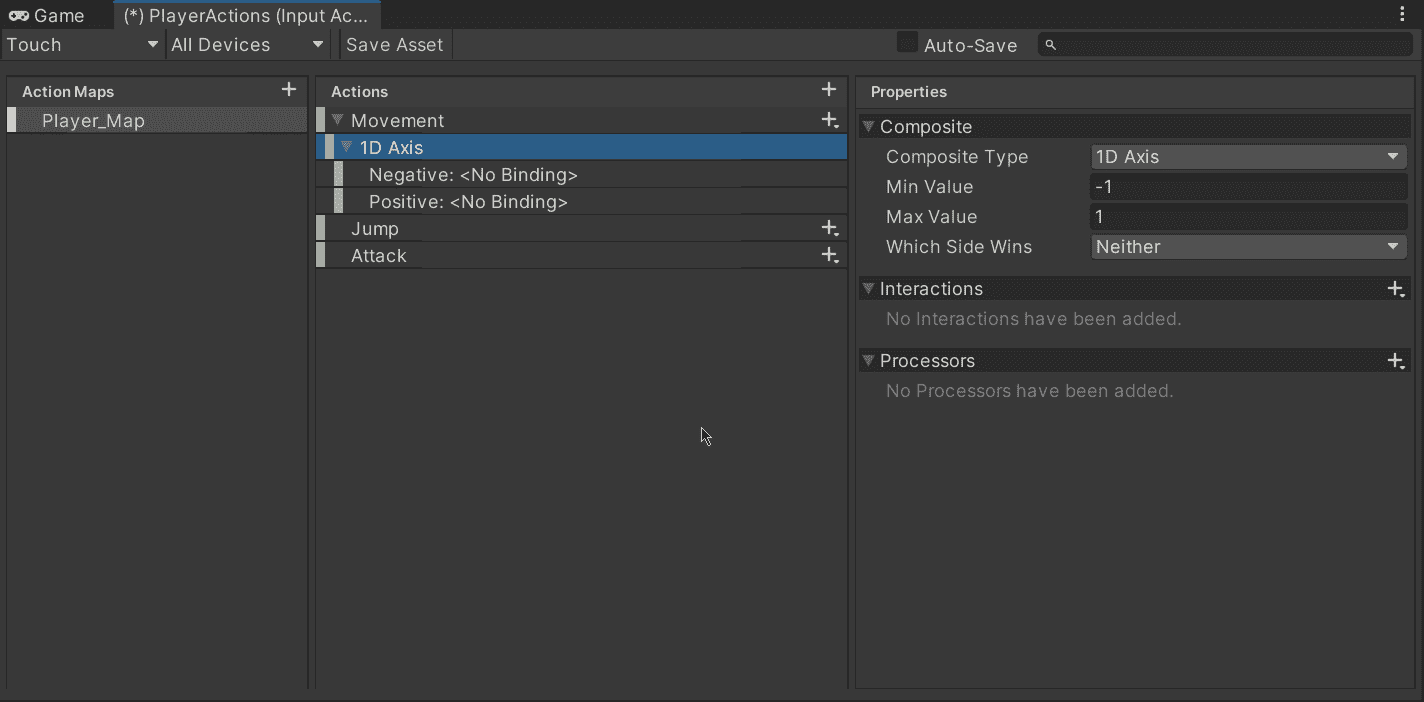 Game
(*) PlayerActions (Input Ac...
Touch
All Devices
Save Asset
Auto-Save
Action Maps
Player_Map
Actions
Movement
1D Axis
Negative: <No Binding>
Positive: <No Binding>
Jump
Attack
Properties
Composite
Composite Type 1D Axis
Min Value -1
Max Value 1
Which Side Wins Neither
Interactions
No Interactions have been added.
Processors
No Processors have been added.